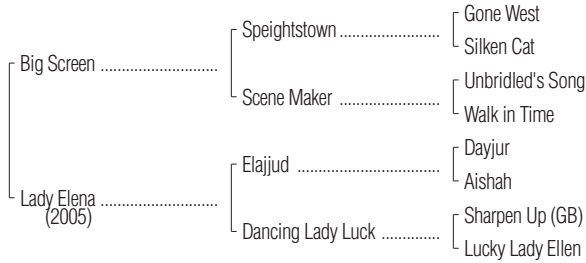 Gone West
Speightstown ....................
Silken Cat
Big Screen ........................
Unbridled's Song
Scene Maker ....................
Walk in Time
Dayjur
Elajjud ............................
Aishah
Lady Elena ........................
(2005)
Sharpen Up (GB)
Dancing Lady Luck ............
Lucky Lady Ellen